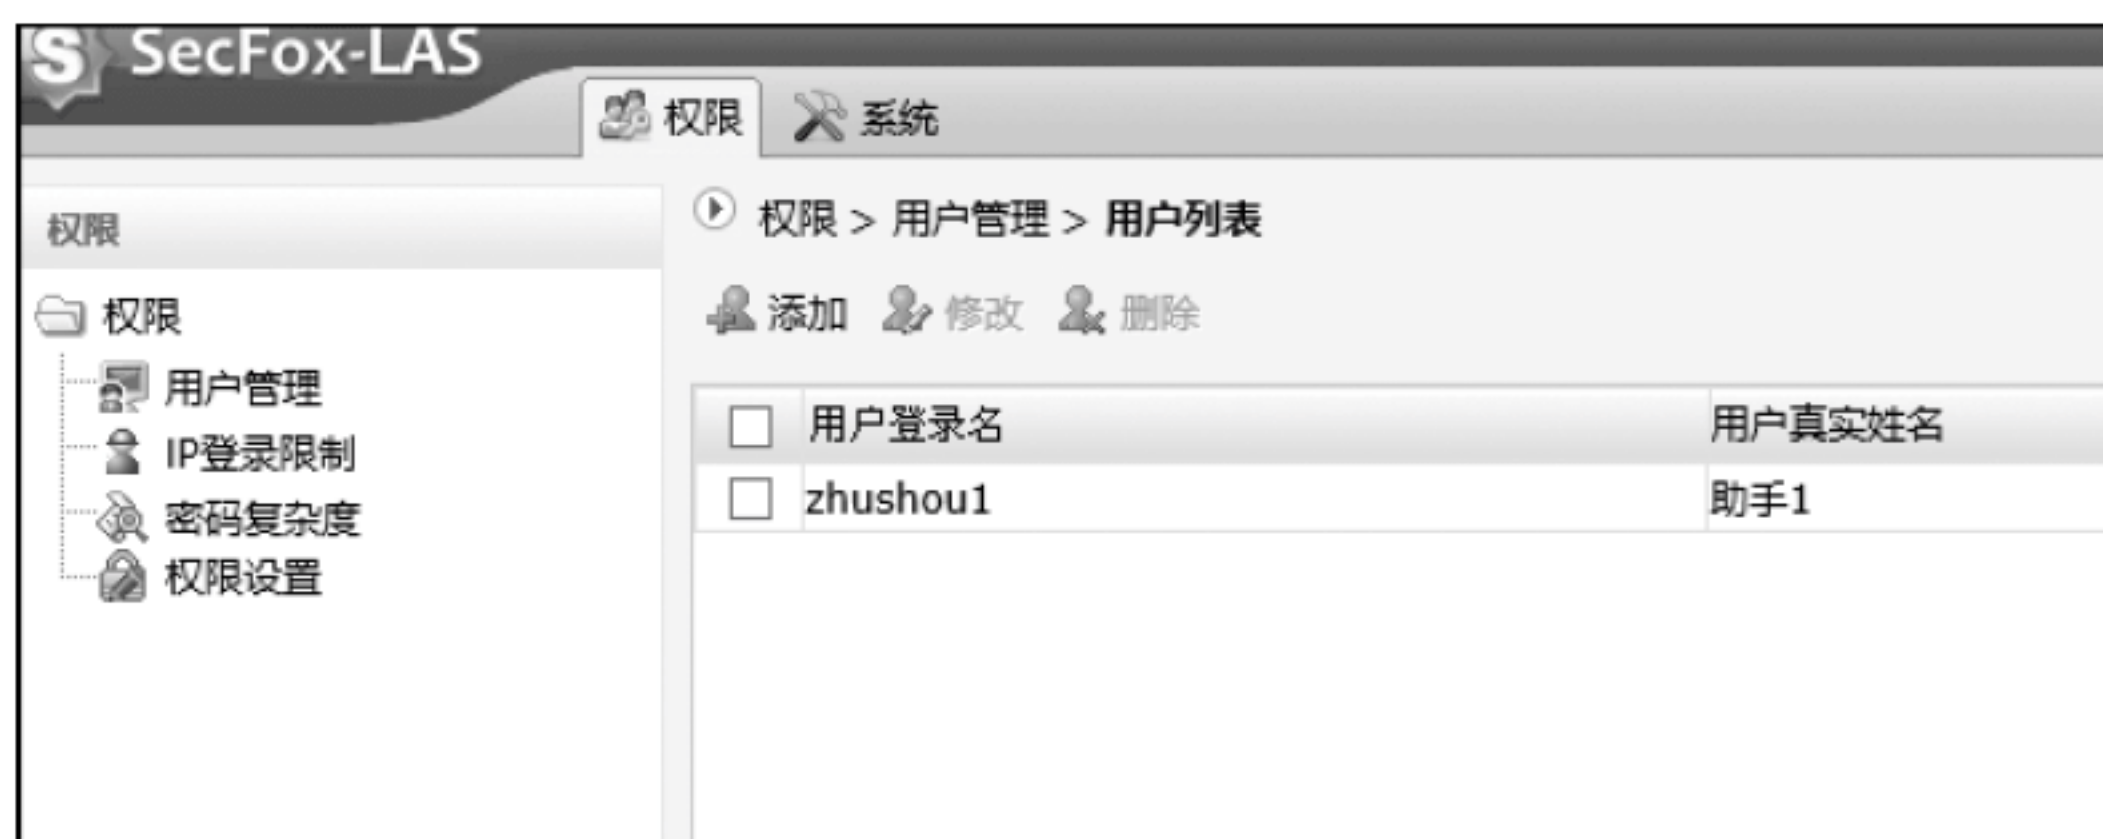 SecFox-LAS
权限 系统
权限
权限 > 用户管理 > 用户列表
权限
添加 修改 删除
用户管理
IP登录限制
密码复杂度
权限设置
用户登录名 用户真实姓名
zhushou1 助手1